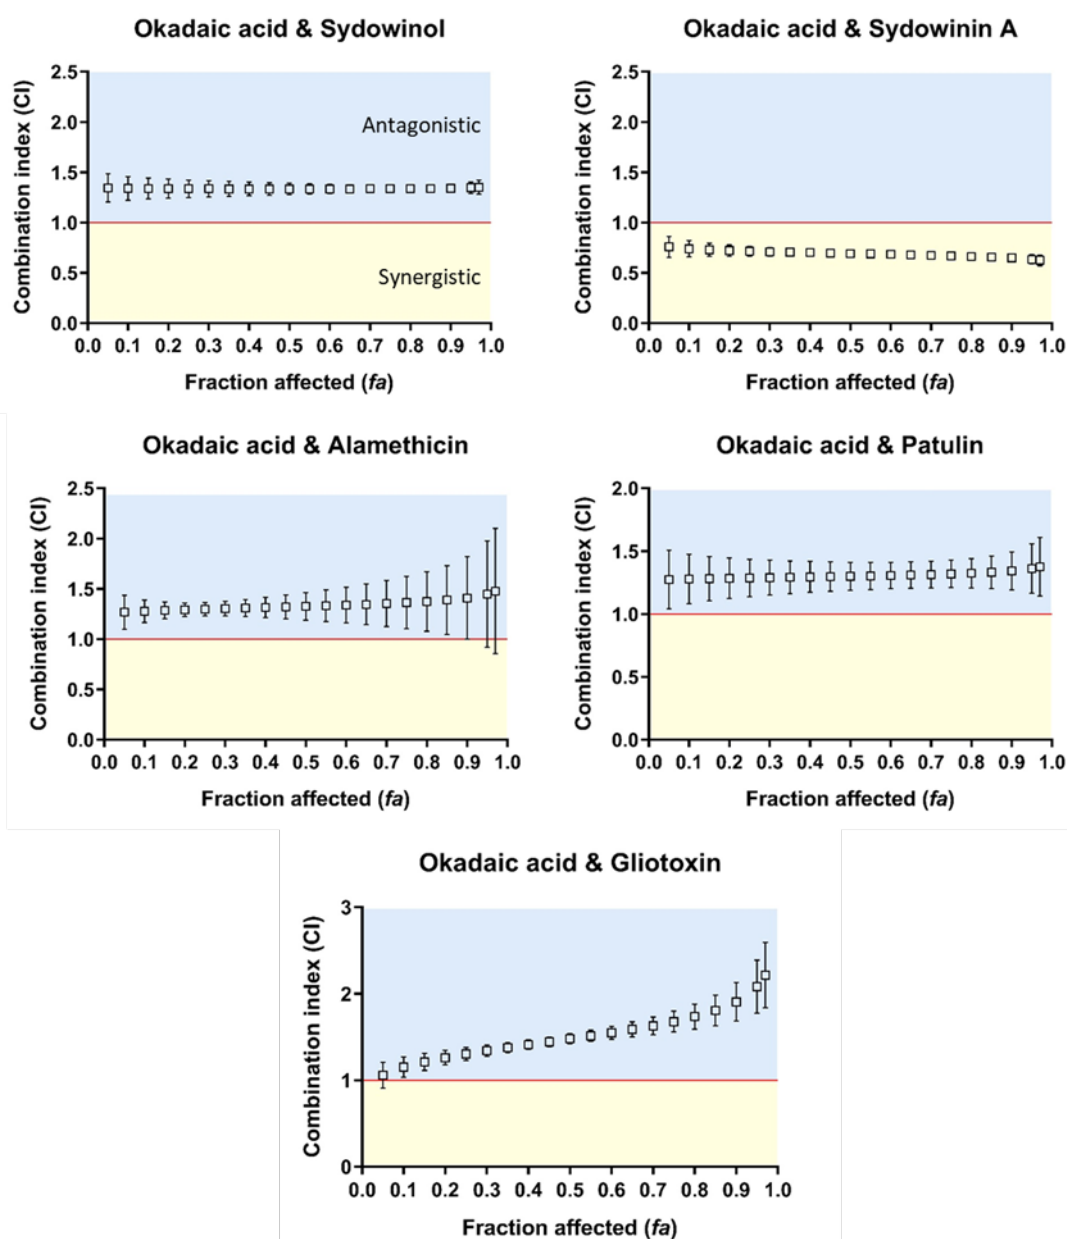 Okadaic acid & Sydowinol
Combination index (CI)
2.5
2.0
1.5
1.0
0.5
0.0
Antagonistic
Synergistic
0.0 0.1 0.2 0.3 0.4 0.5 0.6 0.7 0.8 0.9 1.0
Fraction affected (fa)
Okadaic acid & Sydowinin A
Combination index (CI)
2.5
2.0
1.5
1.0
0.5
0.0
0.0 0.1 0.2 0.3 0.4 0.5 0.6 0.7 0.8 0.9 1.0
Fraction affected (fa)
Okadaic acid & Alamethicin
Combination index (CI)
2.5
2.0
1.5
1.0
0.5
0.0
0.0 0.1 0.2 0.3 0.4 0.5 0.6 0.7 0.8 0.9 1.0
Fraction affected (fa)
Okadaic acid & Patulin
Combination index (CI)
2.0
1.5
1.0
0.5
0.0
0.0 0.1 0.2 0.3 0.4 0.5 0.6 0.7 0.8 0.9 1.0
Fraction affected (fa)
Okadaic acid & Gliotoxin
Combination index (CI)
3
2
1
0
0.0 0.1 0.2 0.3 0.4 0.5 0.6 0.7 0.8 0.9 1.0
Fraction affected (fa)